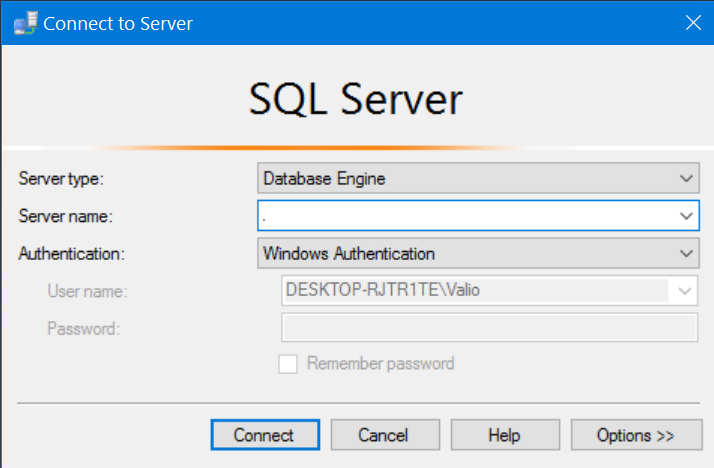 Connect to Server
SQL Server
Server type: Database Engine
Server name: .
Authentication: Windows Authentication
User name: DESKTOP-RJTR1TE\Valio
Password:
Remember password
Connect Cancel Help Options >>